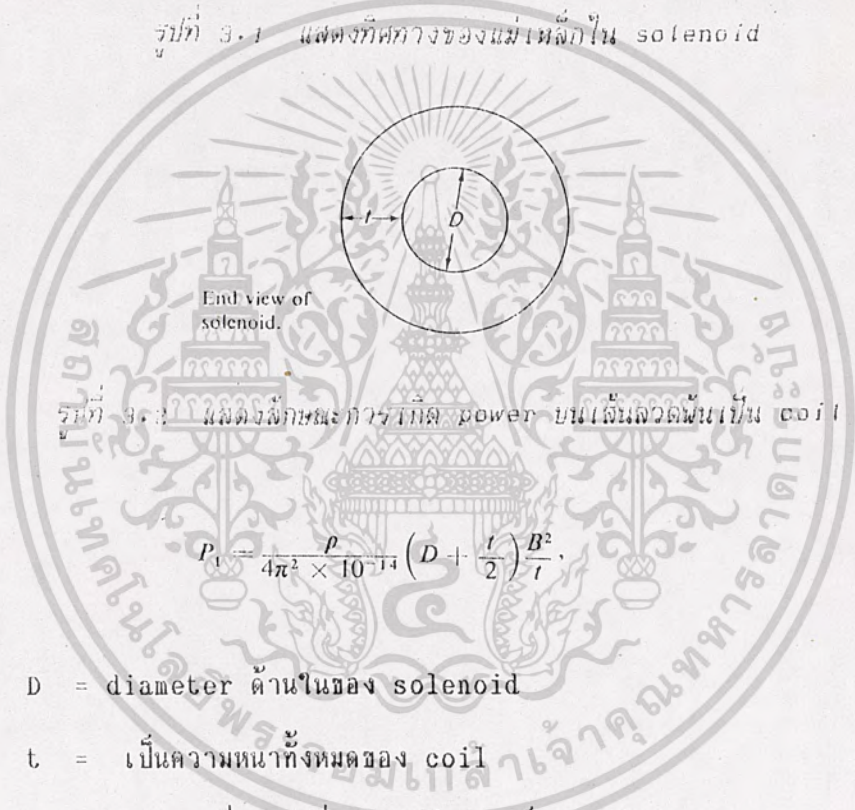 รูปที่ 3.1 แสดงทิศทางของแม่เหล็กใน solenoid
t
D
End view of
solenoid.
รูปที่ 3.2 แสดงลักษณะการเกิด power บนเส้นลวดพันเป็น coil
P₁ = ρ / (4π² × 10⁻¹⁴) (D + t/2) B²/t,
D = diameter ด้านในของ solenoid
t = เป็นความหนาทั้งหมดของ coil